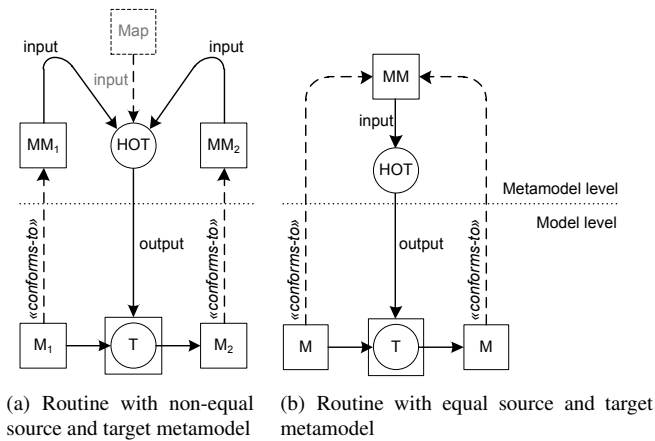 Map
input
input
input
MM1
HOT
MM2
«conforms-to»
output
«conforms-to»
M1
T
M2
MM
input
HOT
Metamodel level
Model level
«conforms-to»
output
«conforms-to»
M
T
M
(a) Routine with non-equal
source and target metamodel
(b) Routine with equal source and target
metamodel